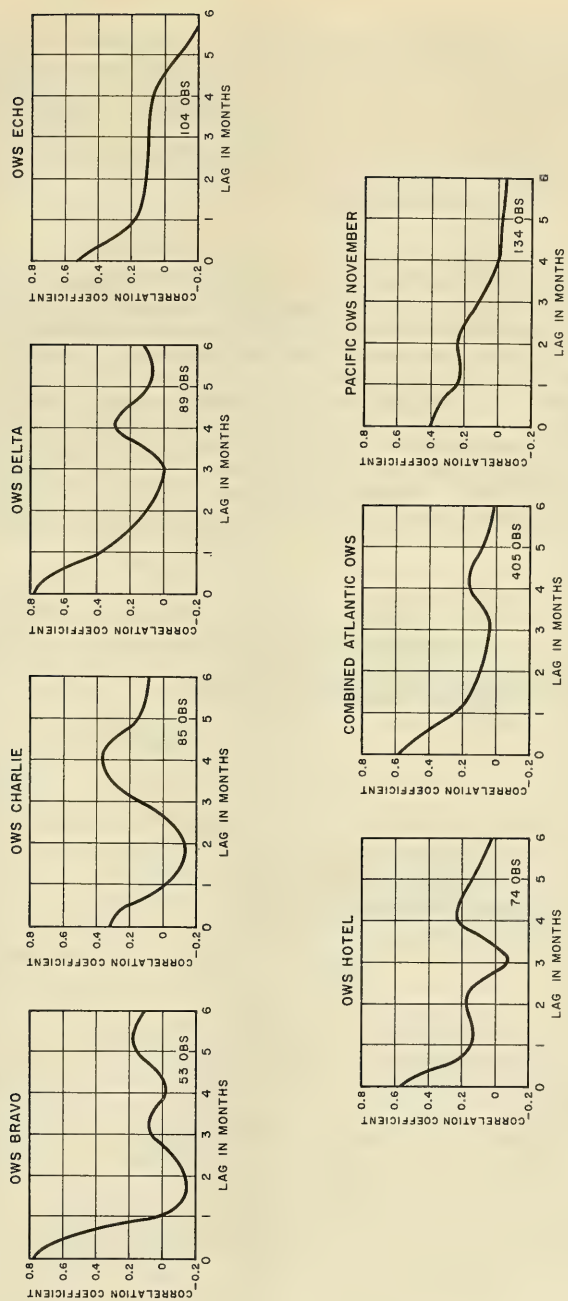 OWS BRAVO
CORRELATION COEFFICIENT
0.8
0.6
0.4
0.2
0
-0.2
53 OBS
0 1 2 3 4 5 6
LAG IN MONTHS
OWS CHARLIE
CORRELATION COEFFICIENT
0.8
0.6
0.4
0.2
0
-0.2
85 OBS
0 1 2 3 4 5 6
LAG IN MONTHS
OWS DELTA
CORRELATION COEFFICIENT
0.8
0.6
0.4
0.2
0
-0.2
89 OBS
0 1 2 3 4 5 6
LAG IN MONTHS
OWS ECHO
CORRELATION COEFFICIENT
0.8
0.6
0.4
0.2
0
-0.2
104 OBS
0 1 2 3 4 5 6
LAG IN MONTHS
OWS HOTEL
CORRELATION COEFFICIENT
0.8
0.6
0.4
0.2
0
-0.2
74 OBS
0 1 2 3 4 5 6
LAG IN MONTHS
COMBINED ATLANTIC OWS
CORRELATION COEFFICIENT
0.8
0.6
0.4
0.2
0
-0.2
405 OBS
0 1 2 3 4 5 6
LAG IN MONTHS
PACIFIC OWS NOVEMBER
CORRELATION COEFFICIENT
0.8
0.6
0.4
0.2
0
-0.2
134 OBS
0 1 2 3 4 5 6
LAG IN MONTHS